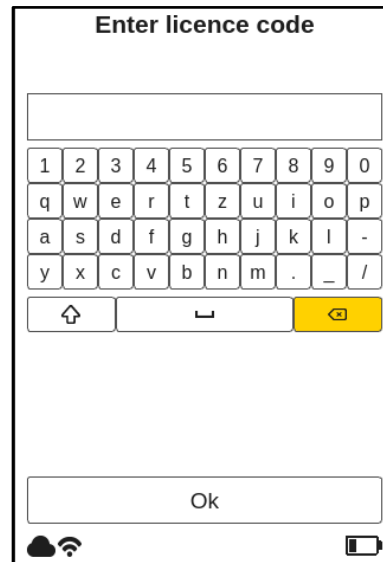 Enter licence code
1 2 3 4 5 6 7 8 9 0
q w e r t z u i o p
a s d f g h j k l -
y x c v b n m . _ /
Ok